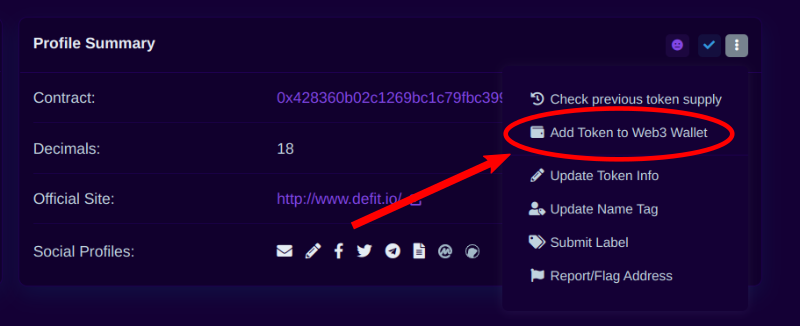 Profile Summary
Contract:
0x428360b02c1269bc1c79fbc399
Decimals:
18
Official Site:
http://www.defit.io/
Social Profiles:
Check previous token supply
Add Token to Web3 Wallet
Update Token Info
Update Name Tag
Submit Label
Report/Flag Address